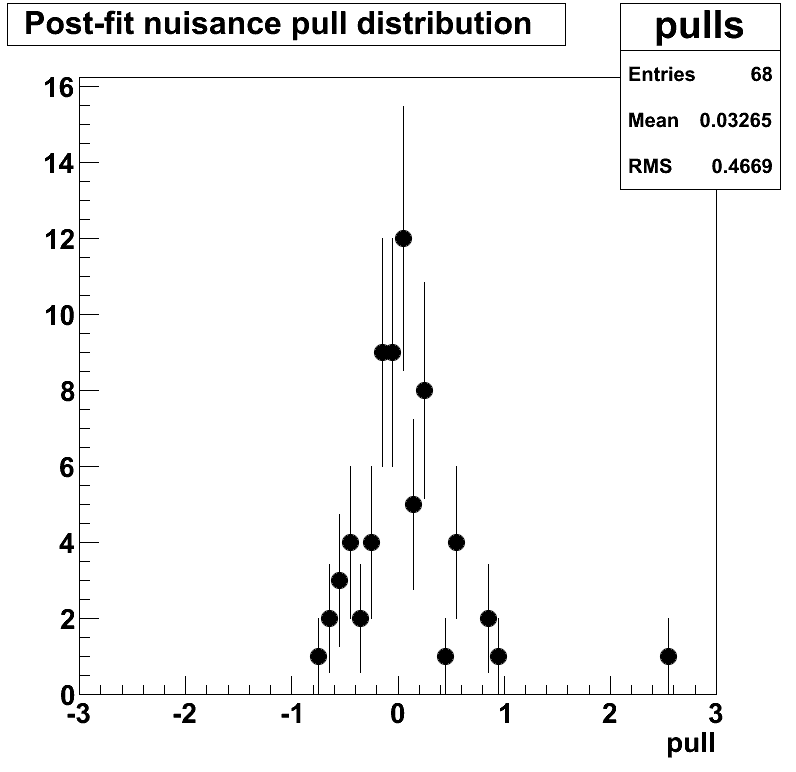 Post-fit nuisance pull distribution
pulls
Entries 68
Mean 0.03265
RMS 0.4669
16
14
12
10
8
6
4
2
0
-3 -2 -1 0 1 2 3
pull